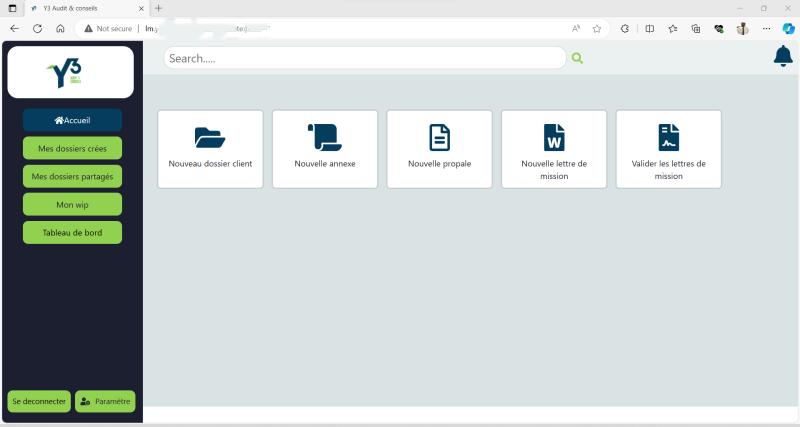 Y3 Audit & conseils
Not secure
lm.
Y3
Search.....
Accueil
Mes dossiers crées
Mes dossiers partagés
Mon wip
Tableau de bord
Nouveau dossier client
Nouvelle annexe
Nouvelle propale
Nouvelle lettre de
mission
Valider les lettres de
mission
Se deconnecter
Paramétre